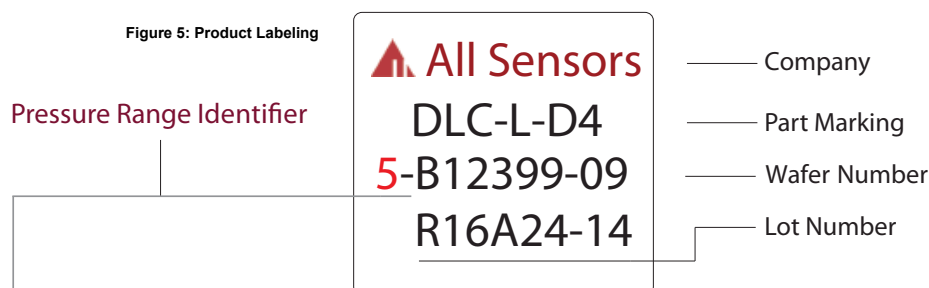 Figure 5: Product Labeling
All Sensors
Company
Pressure Range Identifier
DLC-L-D4
Part Marking
5-B12399-09
Wafer Number
R16A24-14
Lot Number